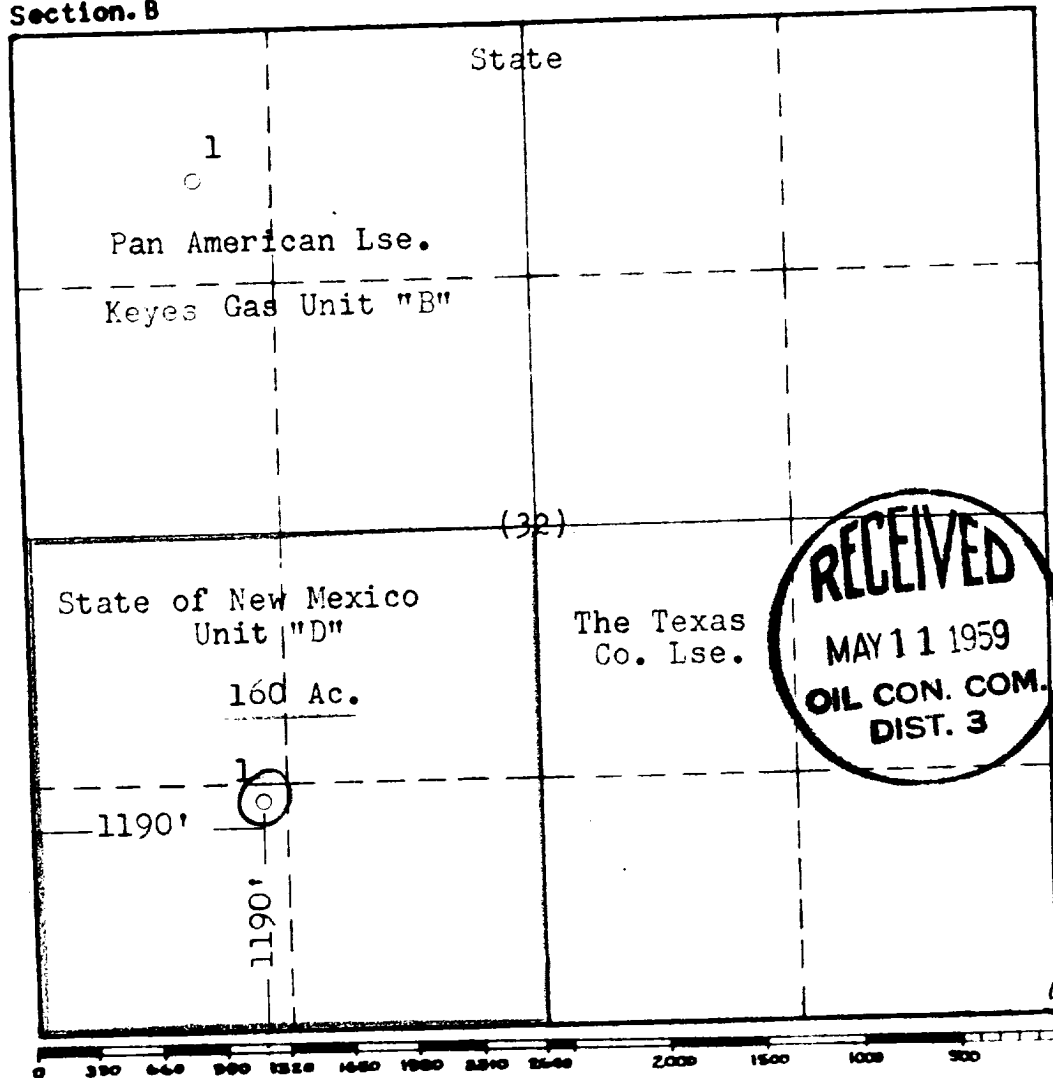 Section. B
State
1
Pan American Lse.
Keyes Gas Unit "B"
(32)
State of New Mexico
Unit "D"
160 Ac.
The Texas
Co. Lse.
RECEIVED
MAY 11 1959
OIL CON. COM.
DIST. 3
1
1190'
1190'
0 330 660 990 1320 1650 1980 2310 2640 2000 1500 1000 500